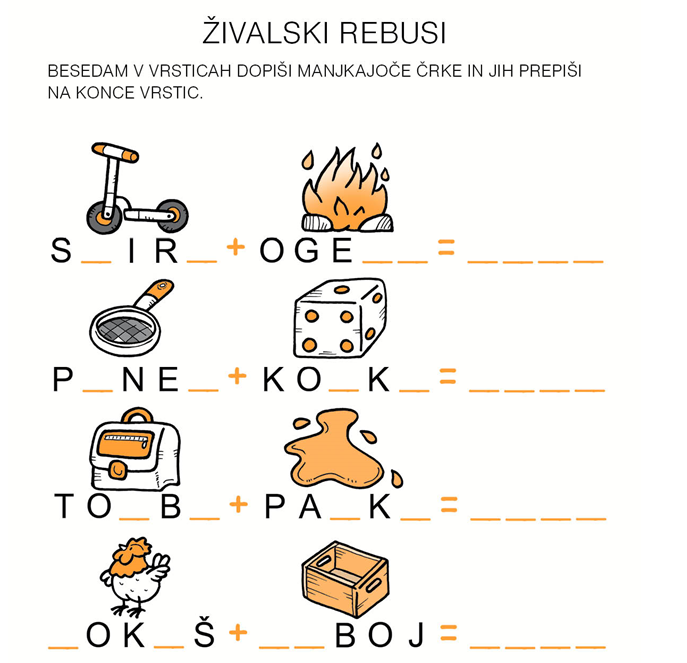 ŽIVALSKI REBUSI
BESEDAM V VRSTICAH DOPIŠI MANJKAJOČE ČRKE IN JIH PREPIŠI
NA KONCE VRSTIC.
S _ I R _ + O G E _ _ = _ _ _ _
P _ N E _ + K O _ K _ = _ _ _ _
T O _ B _ + P A _ K _ = _ _ _ _
_ O K _ Š + _ _ B O J = _ _ _ _